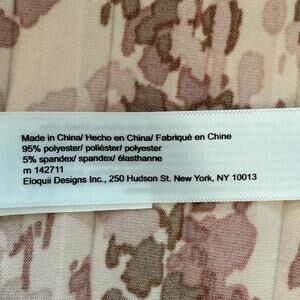 Made in China/ Hecho en China/ Fabriqué en Chine
95% polyester/ poliéster/ polyester
5% spandex/ spandex/ élasthanne
m 142711
Eloquii Designs Inc., 250 Hudson St. New York, NY 10013